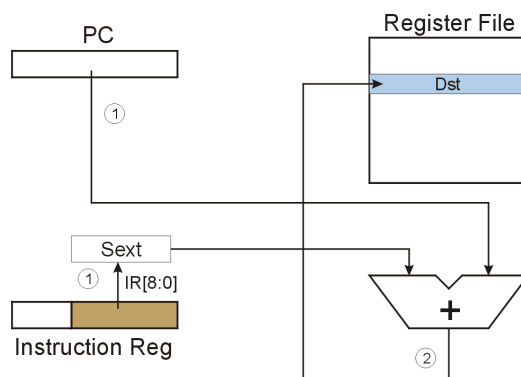 Register File
PC
Dst
1
Sext
1
IR[8:0]
+
Instruction Reg
2